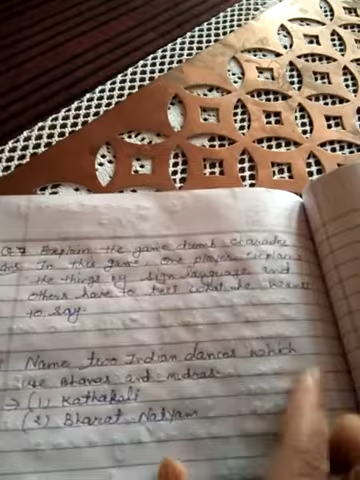 Q.7 Explain the game dumb charades
Ans In this game one player explains
the things by sign language and
others have to tell what he wants
to say.
Name two Indian dances which
use Bhavas and mudras.
→ (1) Kathakali
(2) Bharat Natyam